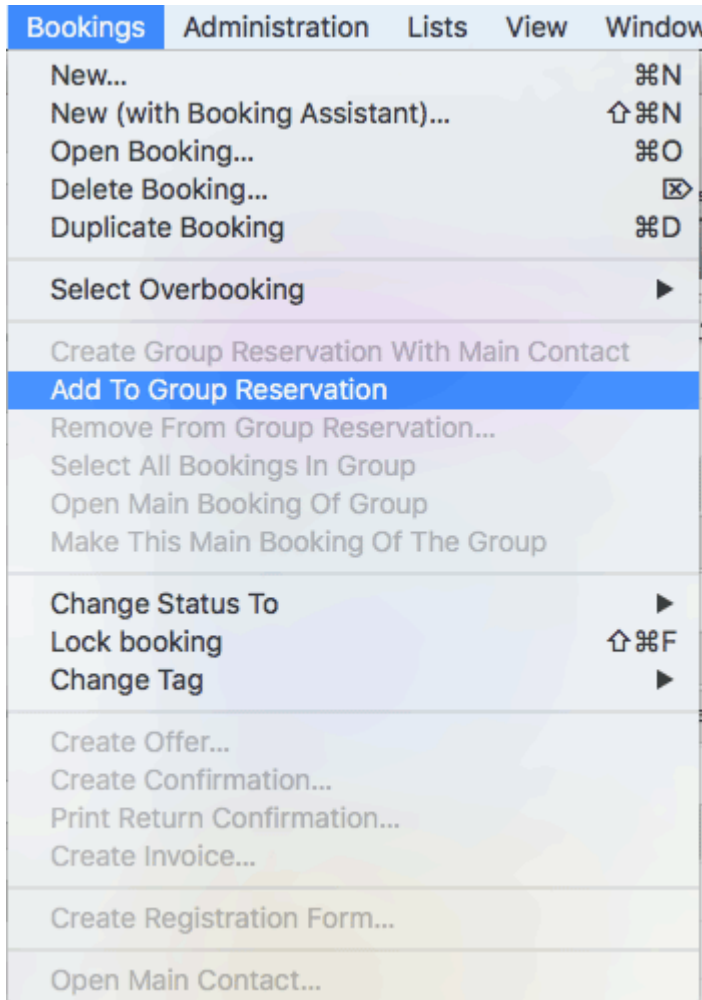 Bookings Administration Lists View Window
New... ⌘N
New (with Booking Assistant)... ⇧⌘N
Open Booking... ⌘O
Delete Booking... ⌦
Duplicate Booking ⌘D
Select Overbooking ▶
Create Group Reservation With Main Contact
Add To Group Reservation
Remove From Group Reservation...
Select All Bookings In Group
Open Main Booking Of Group
Make This Main Booking Of The Group
Change Status To ▶
Lock booking ⇧⌘F
Change Tag ▶
Create Offer...
Create Confirmation...
Print Return Confirmation...
Create Invoice...
Create Registration Form...
Open Main Contact...